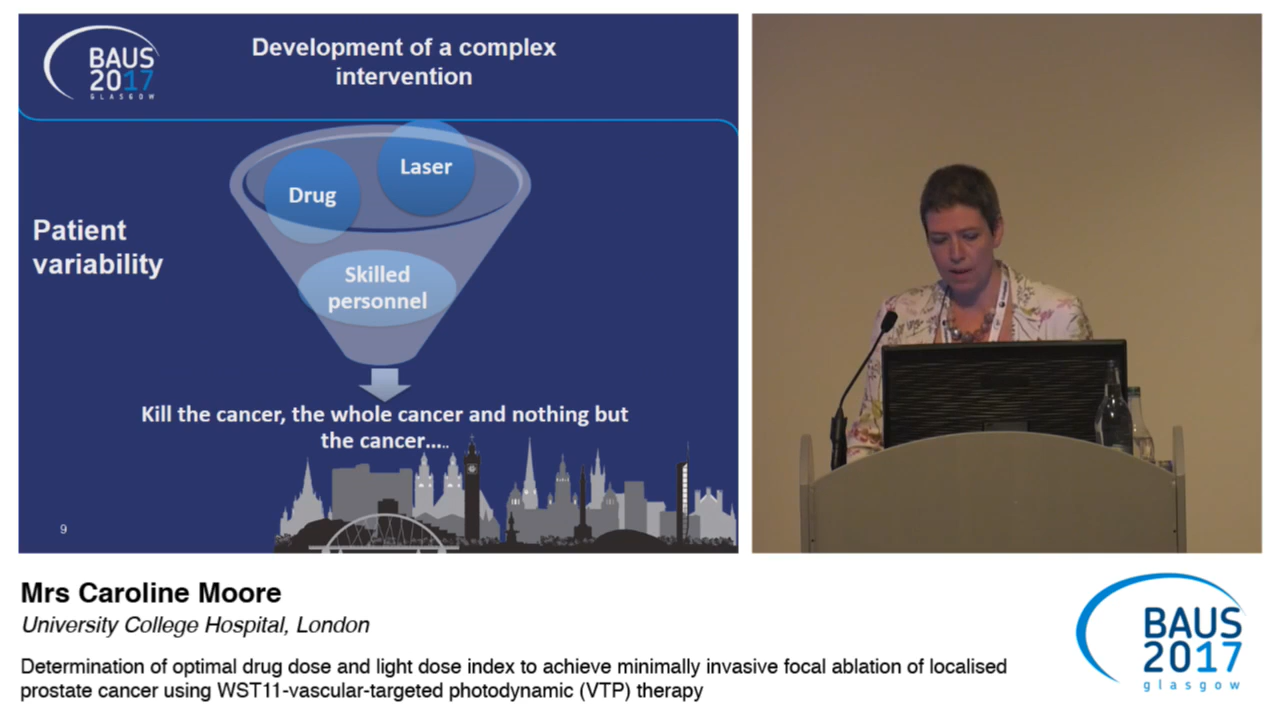 BAUS
2017
GLASGOW
Development of a complex
intervention
Patient
variability
Drug
Laser
Skilled
personnel
Kill the cancer, the whole cancer and nothing but
the cancer.....
9
Mrs Caroline Moore
University College Hospital, London
Determination of optimal drug dose and light dose index to achieve minimally invasive focal ablation of localised
prostate cancer using WST11-vascular-targeted photodynamic (VTP) therapy
BAUS
2017
glasgow